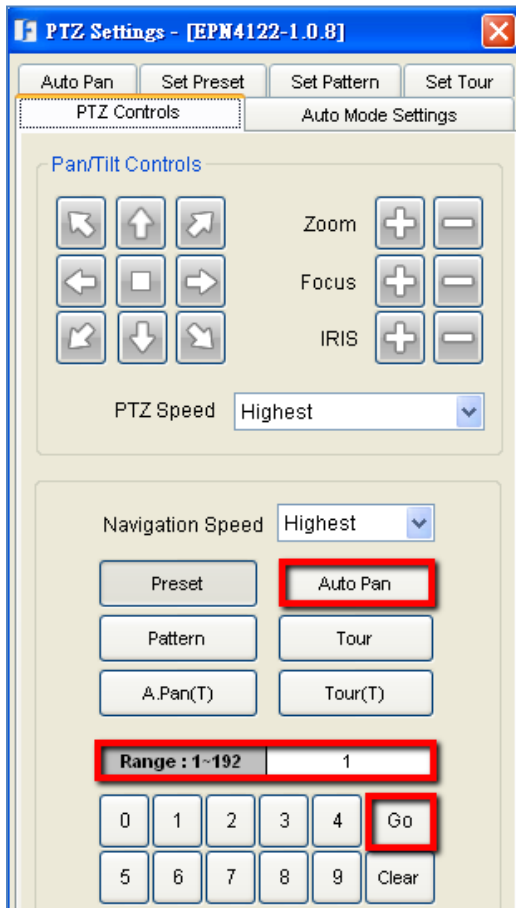 PTZ Settings - [EPN4122-1.0.8]
Auto Pan Set Preset Set Pattern Set Tour
PTZ Controls Auto Mode Settings
Pan/Tilt Controls
Zoom
Focus
IRIS
PTZ Speed Highest
Navigation Speed Highest
Preset Auto Pan
Pattern Tour
A.Pan(T) Tour(T)
Range : 1~192 1
0 1 2 3 4 Go
5 6 7 8 9 Clear